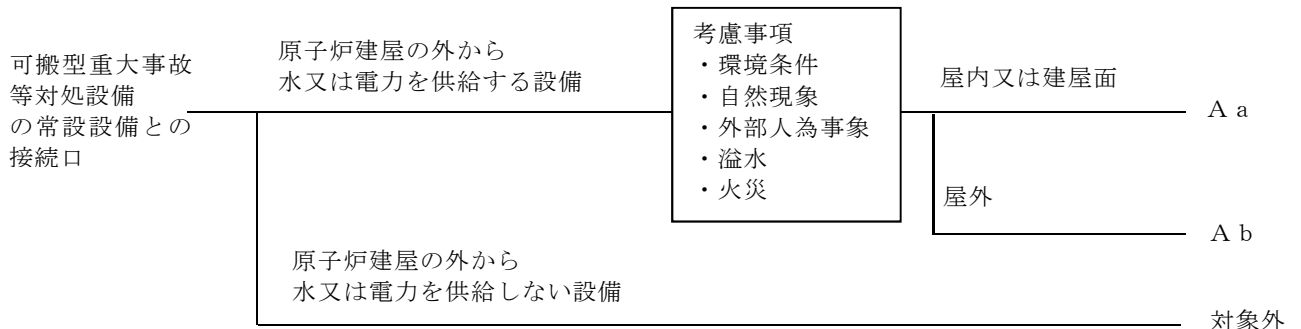 可搬型重大事故
等対処設備
の常設設備との
接続口
原子炉建屋の外から
水又は電力を供給する設備
考慮事項
・環境条件
・自然現象
・外部人為事象
・溢水
・火災
屋内又は建屋面
Ａａ
屋外
Ａｂ
原子炉建屋の外から
水又は電力を供給しない設備
対象外